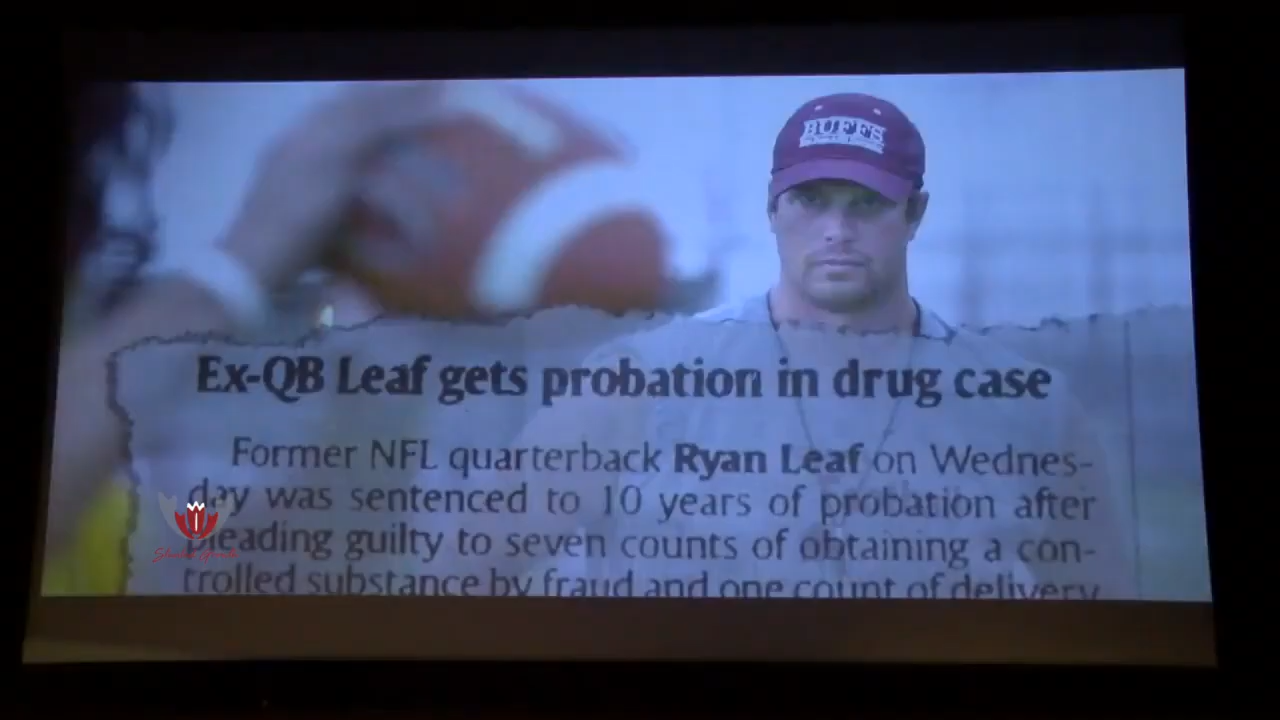 BUFFS
Ex-QB Leaf gets probation in drug case
Former NFL quarterback Ryan Leaf on Wednes-
day was sentenced to 10 years of probation after
leading guilty to seven counts of obtaining a con-
trolled substance by fraud and one count of delivery